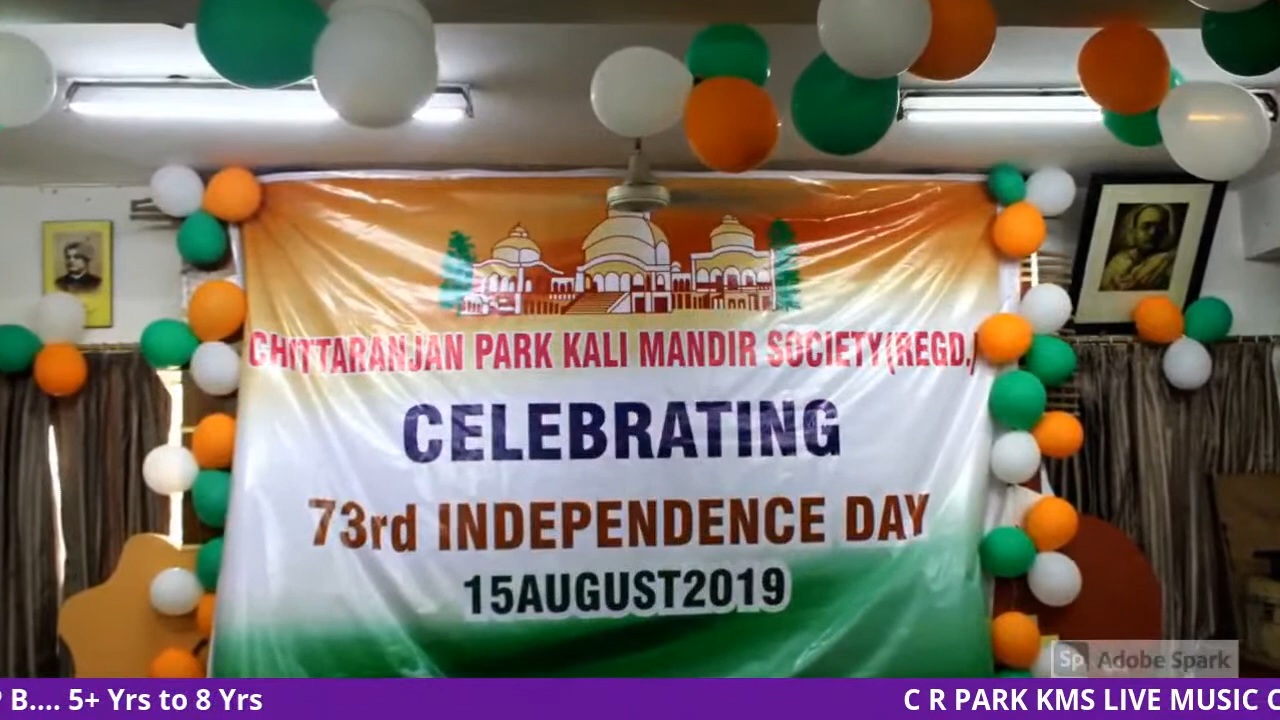 CHITTARANJAN PARK KALI MANDIR SOCIETY(REGD.)
CELEBRATING
73rd INDEPENDENCE DAY
15AUGUST2019
Sp Adobe Spark
B.... 5+ Yrs to 8 Yrs
C R PARK KMS LIVE MUSIC